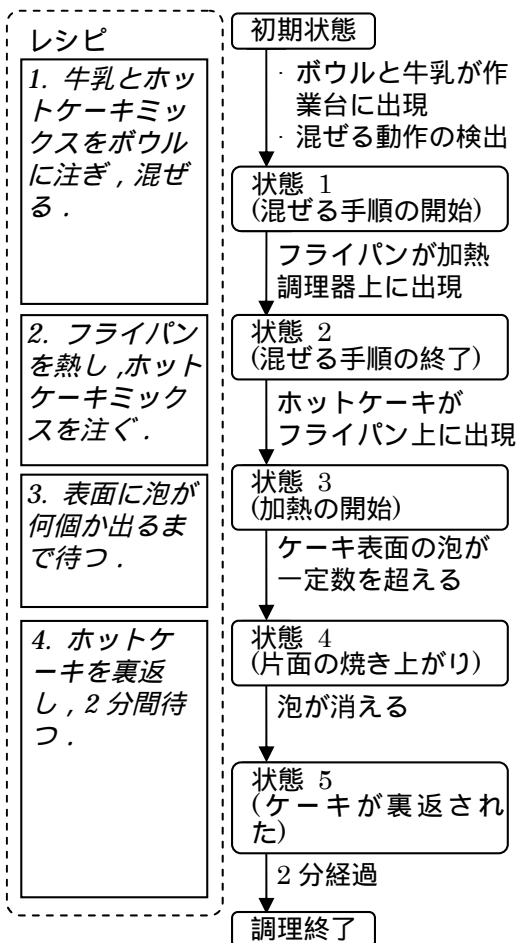 レシピ
1. 牛乳とホッ
トケーキミッ
クスをボウル
に注ぎ，混ぜ
る．
2. フライパン
を熱し，ホット
ケーキミック
スを注ぐ．
3. 表面に泡が
何個か出るま
で待つ．
4. ホットケ
ーキを裏返
し，2分間待
つ．
初期状態
· ボウルと牛乳が作
業台に出現
· 混ぜる動作の検出
状態 1
(混ぜる手順の開始)
フライパンが加熱
調理器上に出現
状態 2
(混ぜる手順の終了)
ホットケーキが
フライパン上に出現
状態 3
(加熱の開始)
ケーキ表面の泡が
一定数を超える
状態 4
(片面の焼き上がり)
泡が消える
状態 5
(ケーキが裏返され
た)
2分経過
調理終了